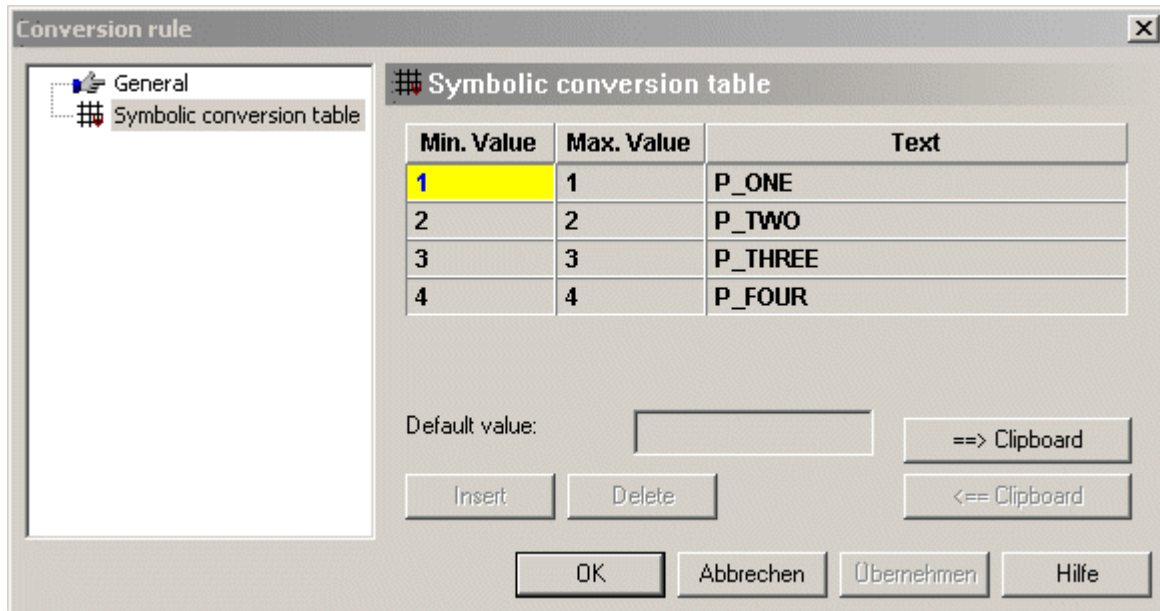 Conversion rule
General
Symbolic conversion table
Symbolic conversion table
Min. Value Max. Value Text
1 1 P_ONE
2 2 P_TWO
3 3 P_THREE
4 4 P_FOUR
Default value:
==> Clipboard
Insert Delete <== Clipboard
OK Abbrechen Übernehmen Hilfe